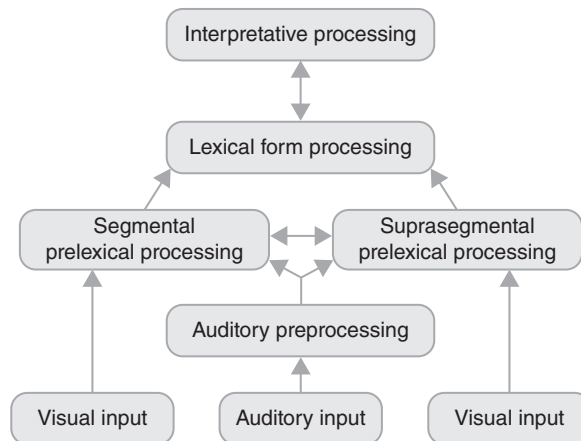 Interpretative processing
Lexical form processing
Segmental
prelexical processing
Suprasegmental
prelexical processing
Auditory preprocessing
Visual input
Auditory input
Visual input